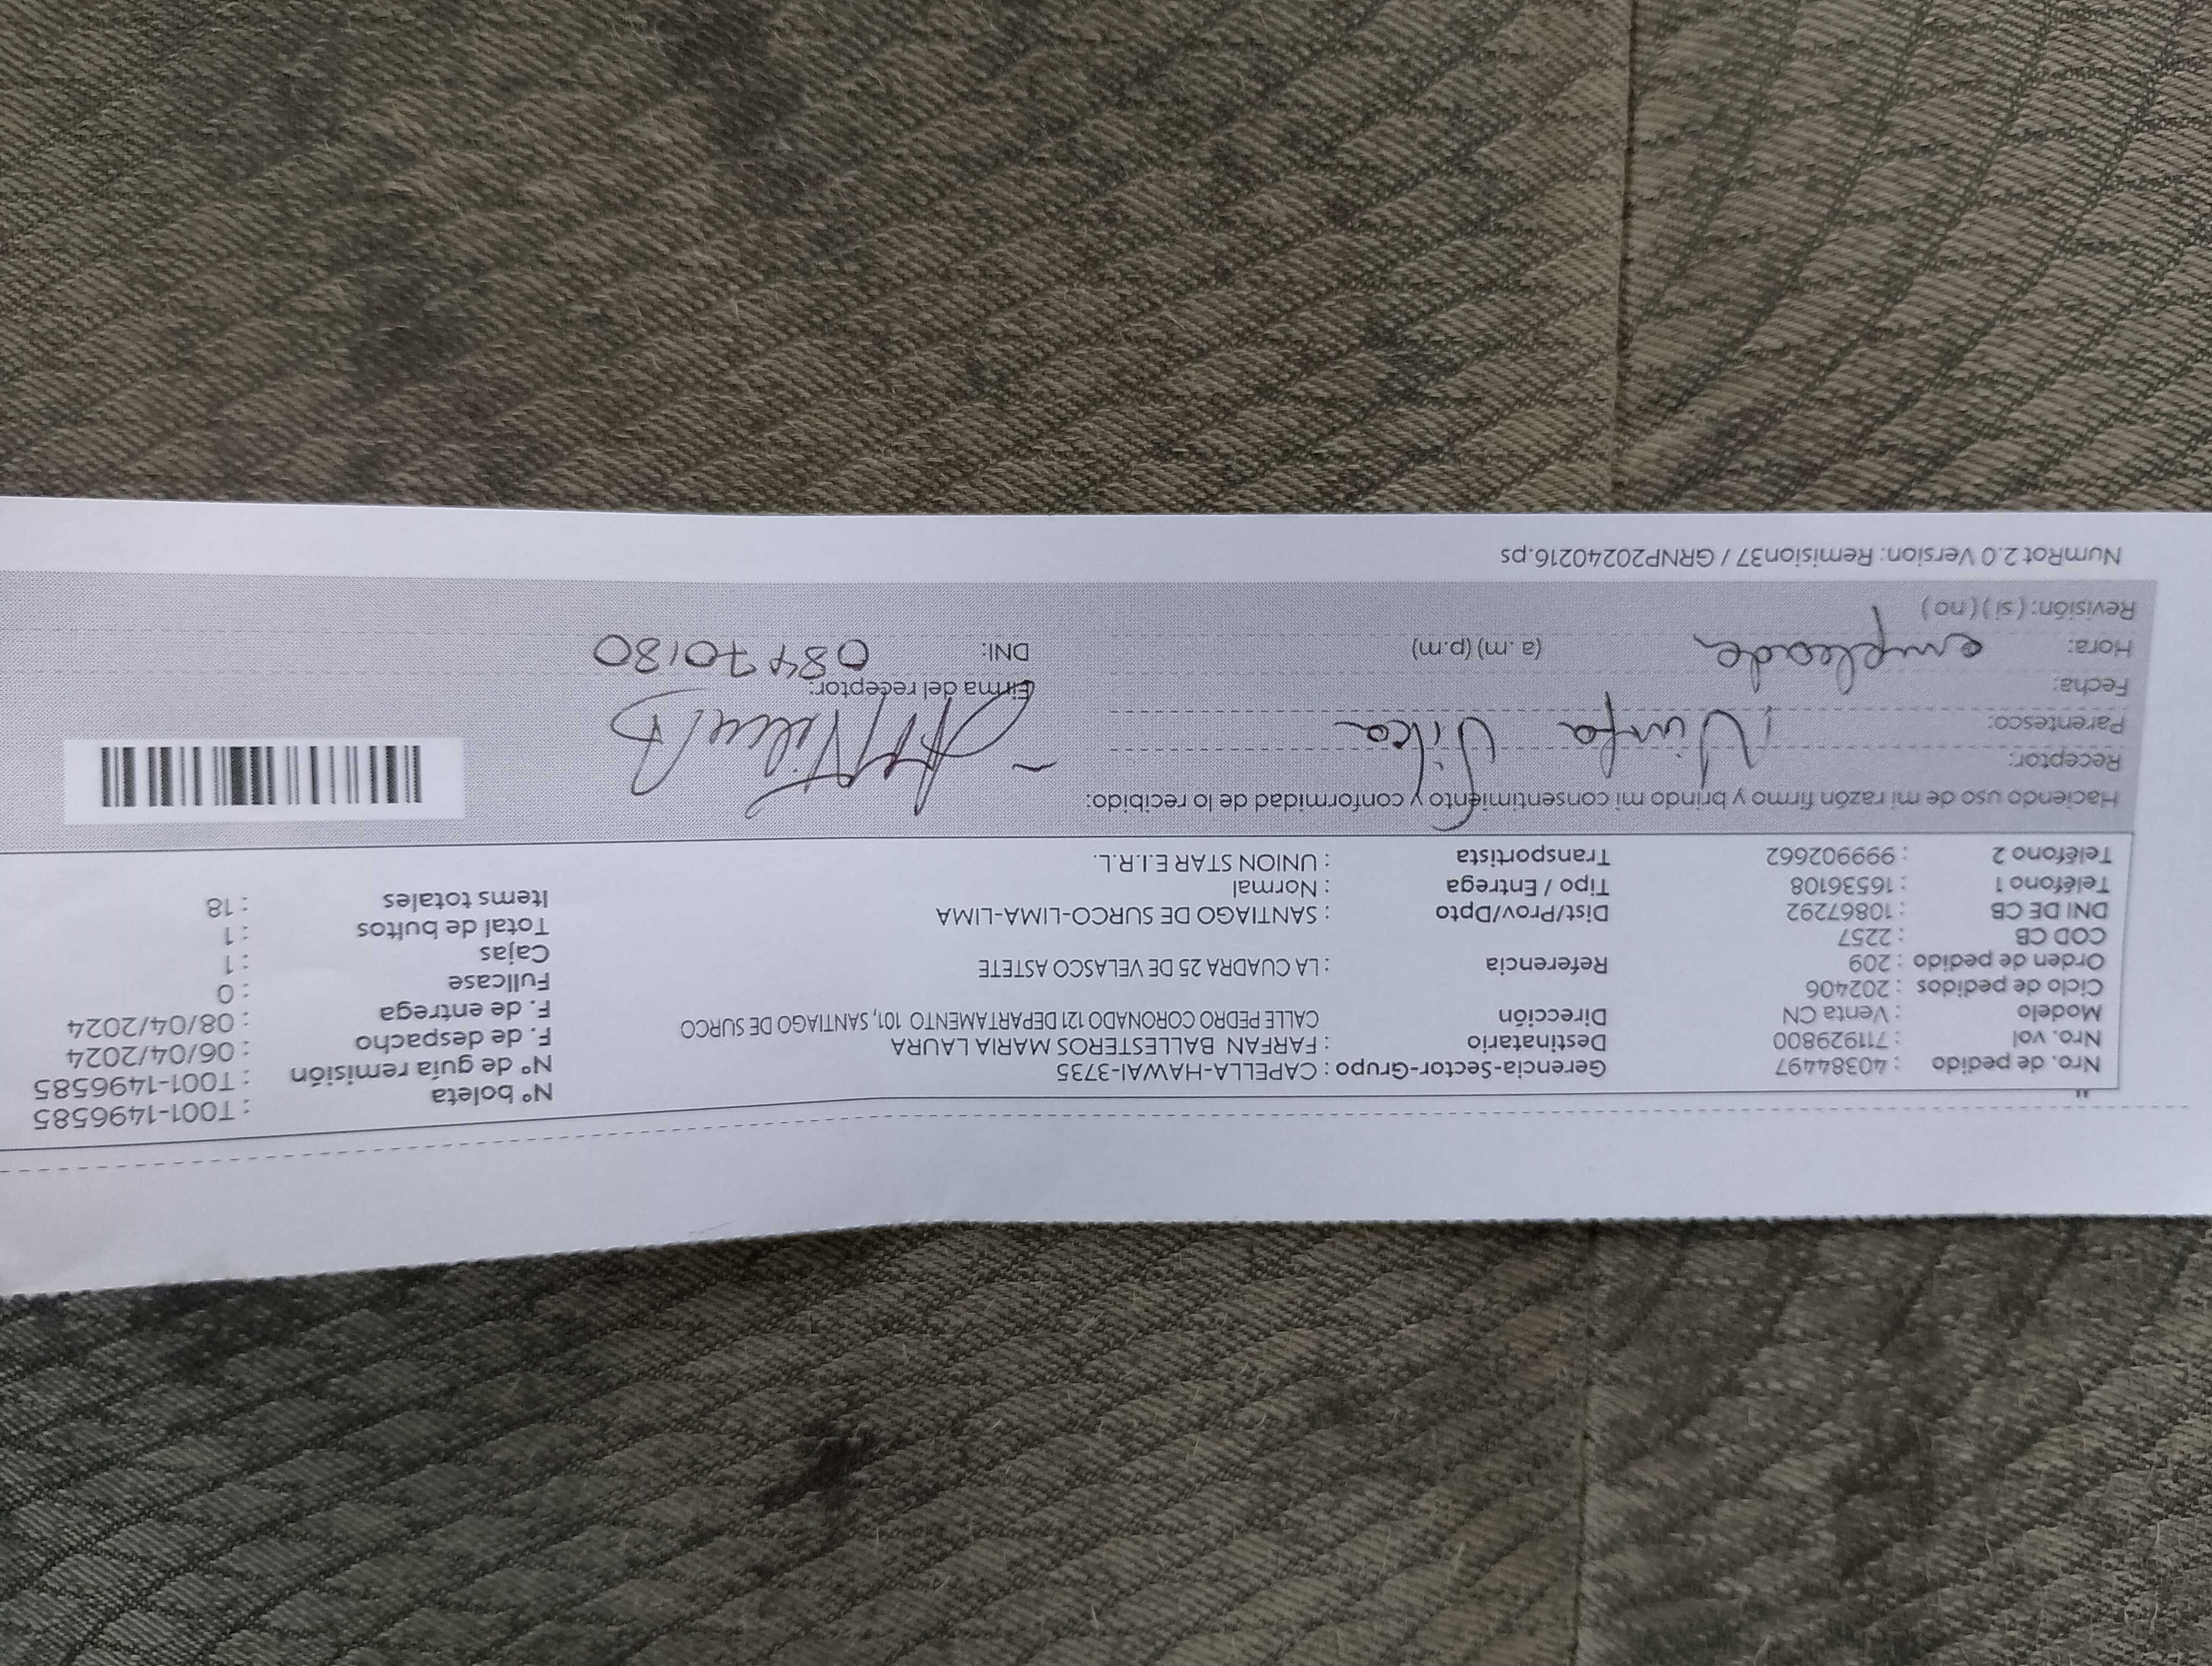 Nro. de pedido : 40384497 Gerencia-Sector-Grupo : CAPELLA-HAWAI-3735 Nº boleta : T001-1496585
Nro. vol : 711929800 Destinatario : FARFAN BALLESTEROS MARIA LAURA Nº de guía remisión : T001-1496585
Modelo : Venta CN Dirección CALLE PEDRO CORONADO 121 DEPARTAMENTO 101, SANTIAGO DE SURCO F. de despacho : 06/04/2024
Ciclo de pedidos : 202406 F. de entrega : 08/04/2024
Orden de pedido : 209 Referencia : LA CUADRA 25 DE VELASCO ASTETE Fullcase : 0
COD CB : 2257 Cajas : 1
DNI DE CB : 10867292 Dist/Prov/Dpto : SANTIAGO DE SURCO-LIMA-LIMA Total de bultos : 1
Teléfono 1 : 16536108 Tipo / Entrega : Normal Items totales : 18
Teléfono 2 : 999902662 Transportista : UNION STAR E.I.R.L.
Haciendo uso de mi razón firmo y brindo mi consentimiento y conformidad de lo recibido:
Receptor: Ninfa Vilca
Parentesco:
Fecha: Firma del receptor:
Hora: empleada (a .m) (p.m) DNI: 08470180
Revisión: ( si ) ( no )
NumRot 2.0 Version: Remision37 / GRNP20240216.ps